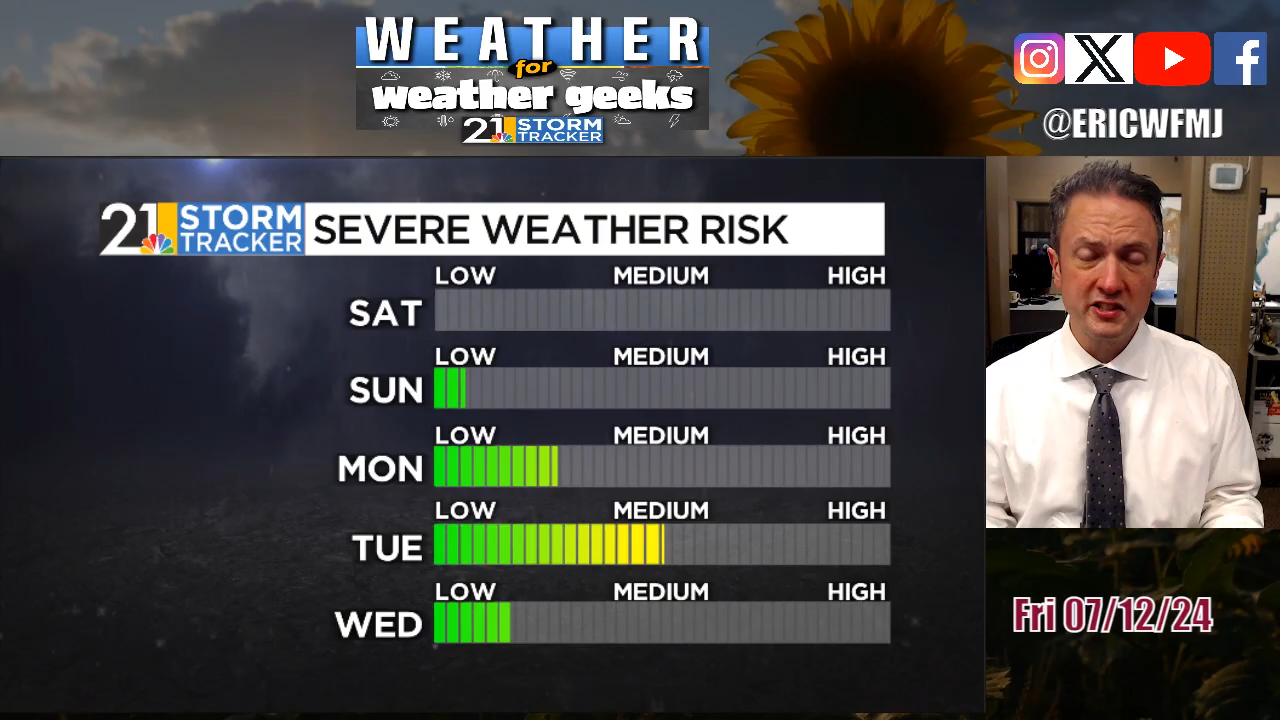 WEATHER
for
weather geeks
21 STORM TRACKER
@ERICWFMJ
21 STORM TRACKER SEVERE WEATHER RISK
LOW MEDIUM HIGH
SAT
LOW MEDIUM HIGH
SUN
LOW MEDIUM HIGH
MON
LOW MEDIUM HIGH
TUE
LOW MEDIUM HIGH
WED
Fri 07/12/24